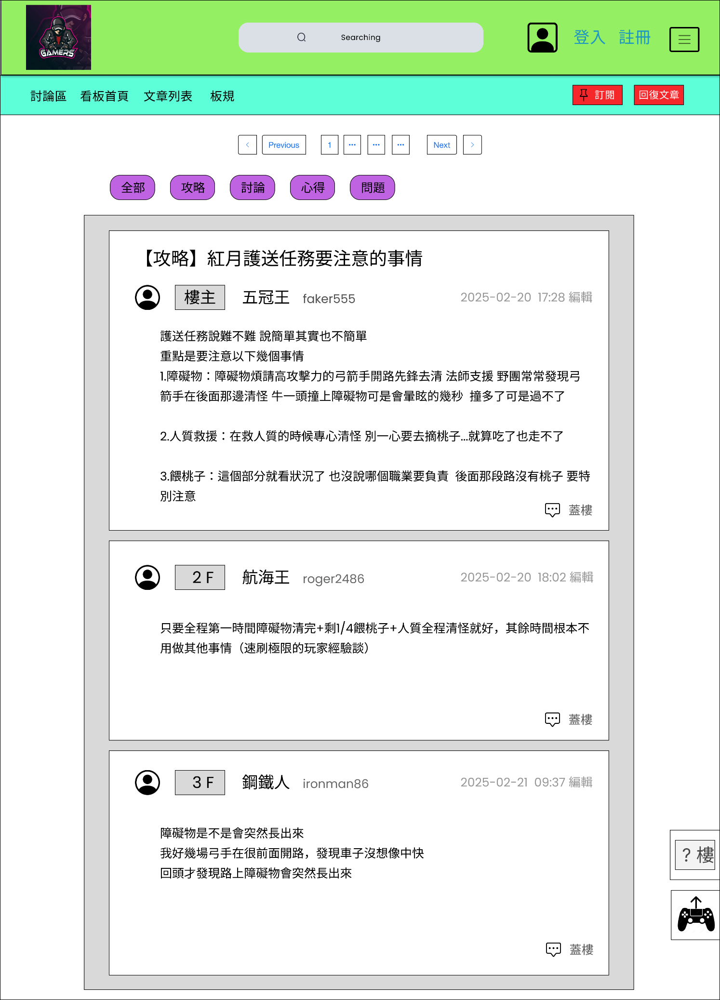 GAMERS
Searching
登入 註冊
討論區 看板首頁 文章列表 板規
訂閱 回復文章
Previous 1 ... ... ... Next
全部 攻略 討論 心得 問題
【攻略】紅月護送任務要注意的事情
樓主 五冠王 faker555 2025-02-20 17:28 編輯
護送任務說難不難 說簡單其實也不簡單
重點是要注意以下幾個事情
1.障礙物：障礙物煩請高攻擊力的弓箭手開路先鋒去清 法師支援 野團常常發現弓
箭手在後面那邊清怪 牛一頭撞上障礙物可是會暈眩的幾秒 撞多了可是過不了
2.人質救援：在救人質的時候專心清怪 別一心要去摘桃子...就算吃了也走不了
3.餵桃子：這個部分就看狀況了 也沒說哪個職業要負責 後面那段路沒有桃子 要特
別注意
蓋樓
2 F 航海王 roger2486 2025-02-20 18:02 編輯
只要全程第一時間障礙物清完+剩1/4餵桃子+人質全程清怪就好，其餘時間根本不
用做其他事情（速刷極限的玩家經驗談）
蓋樓
3 F 鋼鐵人 ironman86 2025-02-21 09:37 編輯
障礙物是不是會突然長出來
我好幾場弓手在很前面開路，發現車子沒想像中快
回頭才發現路上障礙物會突然長出來
? 樓
蓋樓